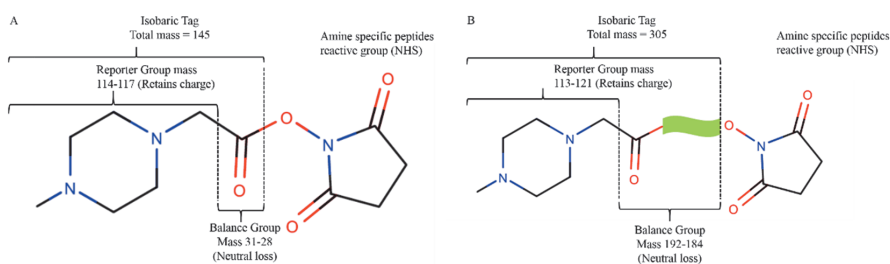 A
Isobaric Tag
Total mass = 145
Amine specific peptides
reactive group (NHS)
Reporter Group mass
114-117 (Retains charge)
N
N
O
O
N
O
O
Balance Group
Mass 31-28
(Neutral loss)
B
Isobaric Tag
Total mass = 305
Amine specific peptides
reactive group (NHS)
Reporter Group mass
113-121 (Retains charge)
N
N
O
O
N
O
O
Balance Group
Mass 192-184
(Neutral loss)